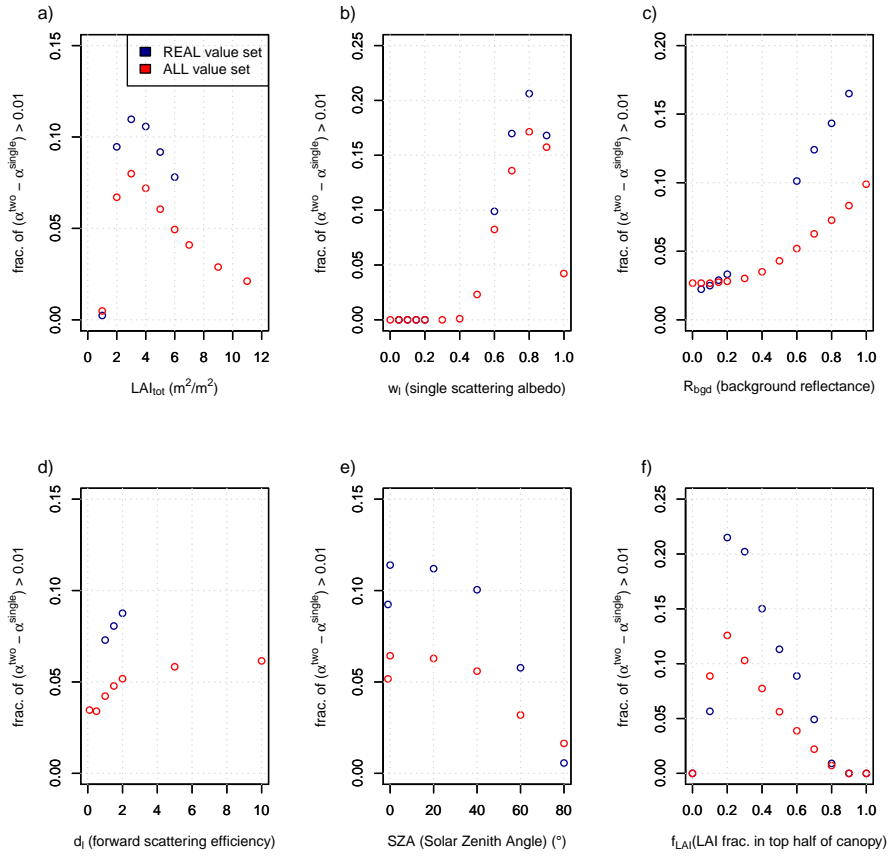 a)
b)
c)
REAL value set
ALL value set
frac. of (α^two − α^single) > 0.01
0.00 0.05 0.10 0.15
0 2 4 6 8 10 12
LAI_tot (m^2/m^2)
frac. of (α^two − α^single) > 0.01
0.00 0.05 0.10 0.15 0.20 0.25
0.0 0.2 0.4 0.6 0.8 1.0
w_l (single scattering albedo)
frac. of (α^two − α^single) > 0.01
0.00 0.05 0.10 0.15 0.20
0.0 0.2 0.4 0.6 0.8 1.0
R_bgd (background reflectance)
d)
e)
f)
frac. of (α^two − α^single) > 0.01
0.00 0.05 0.10 0.15
0 2 4 6 8 10
d_l (forward scattering efficiency)
frac. of (α^two − α^single) > 0.01
0.00 0.05 0.10 0.15
0 20 40 60 80
SZA (Solar Zenith Angle) (°)
frac. of (α^two − α^single) > 0.01
0.00 0.05 0.10 0.15 0.20 0.25
0.0 0.2 0.4 0.6 0.8 1.0
f_LAI(LAI frac. in top half of canopy)